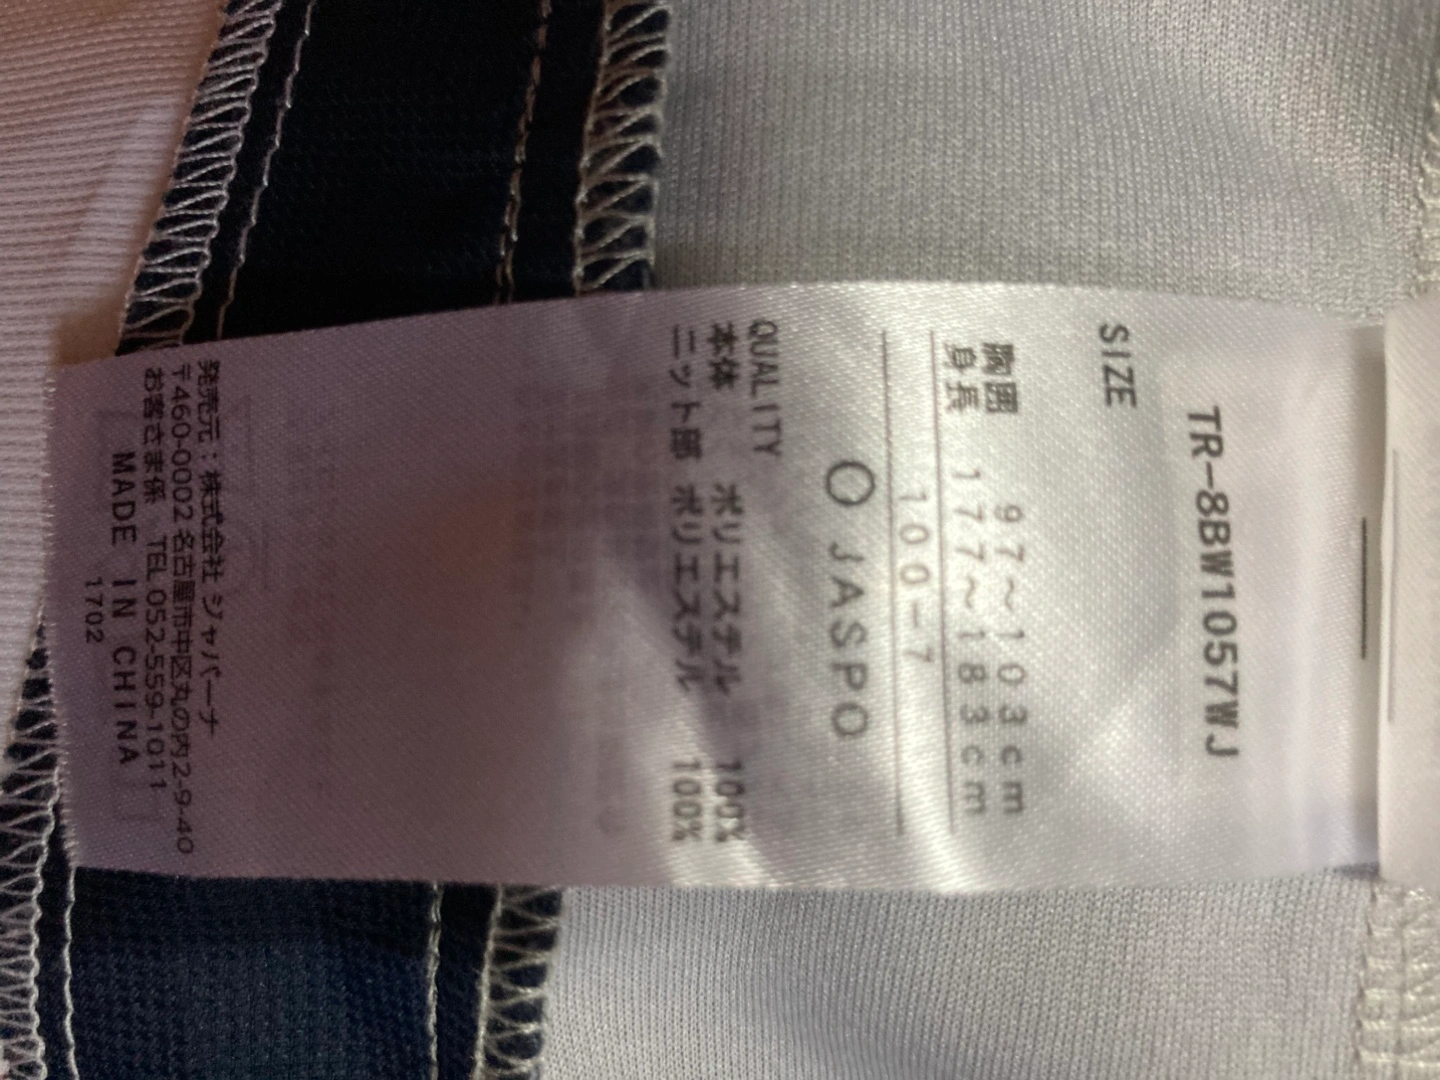 TR-8BW1057WJ
SIZE
胸囲 97〜103cm
身長 177〜183cm
100-7
O JASPO
QUALITY
本体 ポリエステル 100%
ニット部 ポリエステル 100%
発売元：株式会社 ジャパーナ
〒460-0002 名古屋市中区丸の内2-9-40
お客さま係 TEL 052-559-1011
MADE IN CHINA
1702